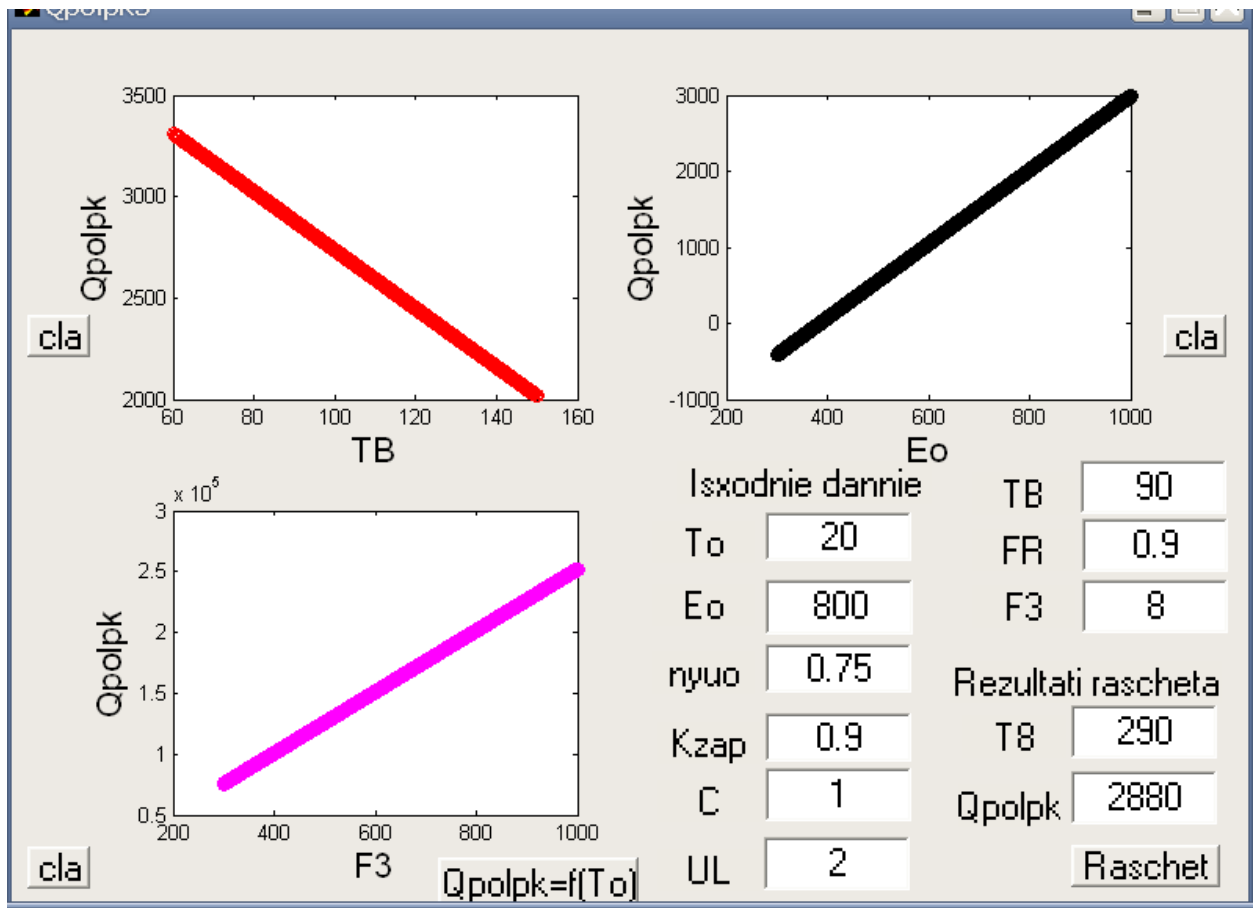 Qpolpk3
3500
3000
2500
2000
60 80 100 120 140 160
Qpolpk
TB
cla
3000
2000
1000
0
-1000
200 400 600 800 1000
Qpolpk
Eo
cla
x 10^5
3
2.5
2
1.5
1
0.5
200 400 600 800 1000
Qpolpk
F3
cla
Qpolpk=f(To)
Isxodnie dannie
To 20
Eo 800
nyuo 0.75
Kzap 0.9
C 1
UL 2
TB 90
FR 0.9
F3 8
Rezultati rascheta
T8 290
Qpolpk 2880
Raschet